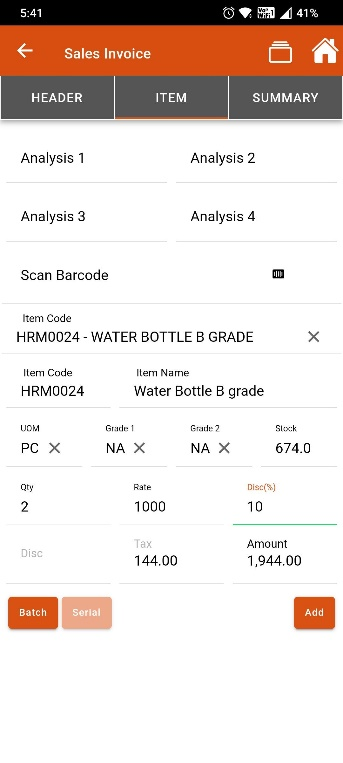 5:41
41%
Sales Invoice
HEADER
ITEM
SUMMARY
Analysis 1
Analysis 2
Analysis 3
Analysis 4
Scan Barcode
Item Code
HRM0024 - WATER BOTTLE B GRADE
Item Code
Item Name
HRM0024
Water Bottle B grade
UOM
Grade 1
Grade 2
Stock
PC
NA
NA
674.0
Qty
Rate
Disc(%)
2
1000
10
Disc
Tax
Amount
144.00
1,944.00
Batch
Serial
Add